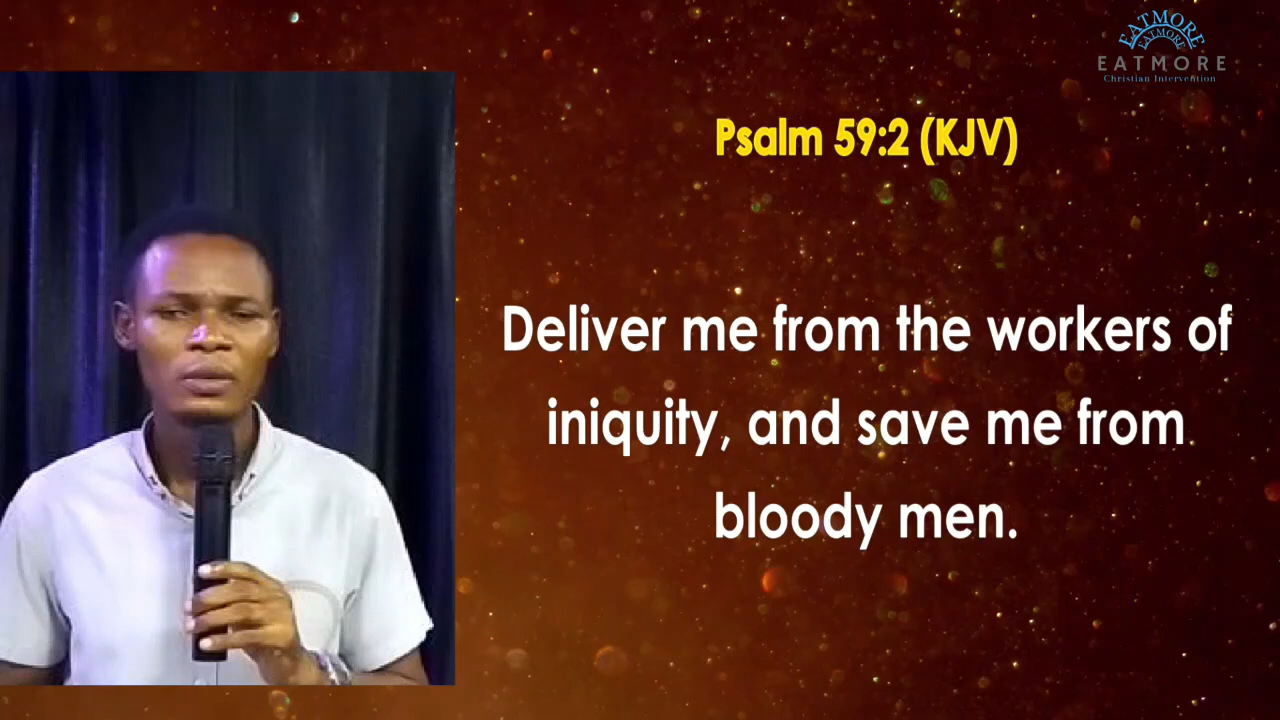 EATMORE
EATMORE
EATMORE
Christian Intervention
Psalm 59:2 (KJV)
Deliver me from the workers of
iniquity, and save me from
bloody men.